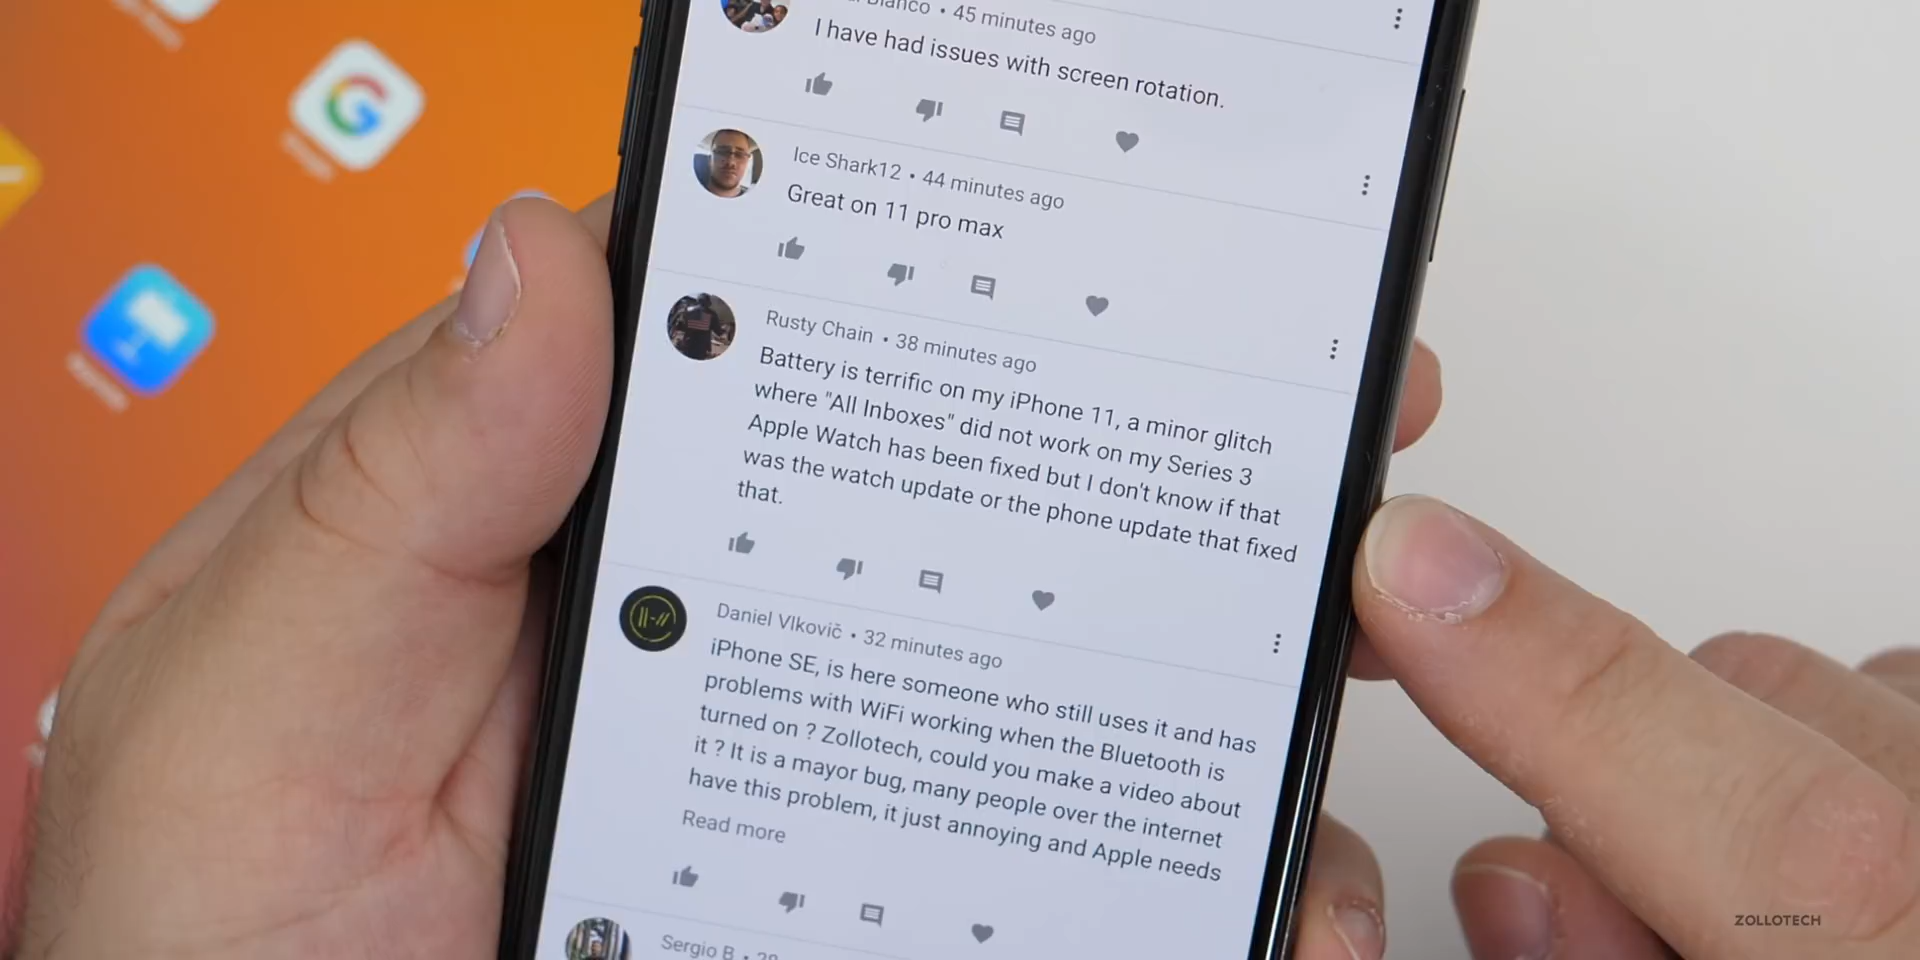 Bianco • 45 minutes ago
I have had issues with screen rotation.
Ice Shark12 • 44 minutes ago
Great on 11 pro max
Rusty Chain • 38 minutes ago
Battery is terrific on my iPhone 11, a minor glitch
where "All Inboxes" did not work on my Series 3
Apple Watch has been fixed but I don't know if that
was the watch update or the phone update that fixed
that.
Daniel Vlkovič • 32 minutes ago
iPhone SE, is here someone who still uses it and has
problems with WiFi working when the Bluetooth is
turned on ? Zollotech, could you make a video about
it ? It is a mayor bug, many people over the internet
have this problem, it just annoying and Apple needs
Read more
Sergio B •
ZOLLOTECH